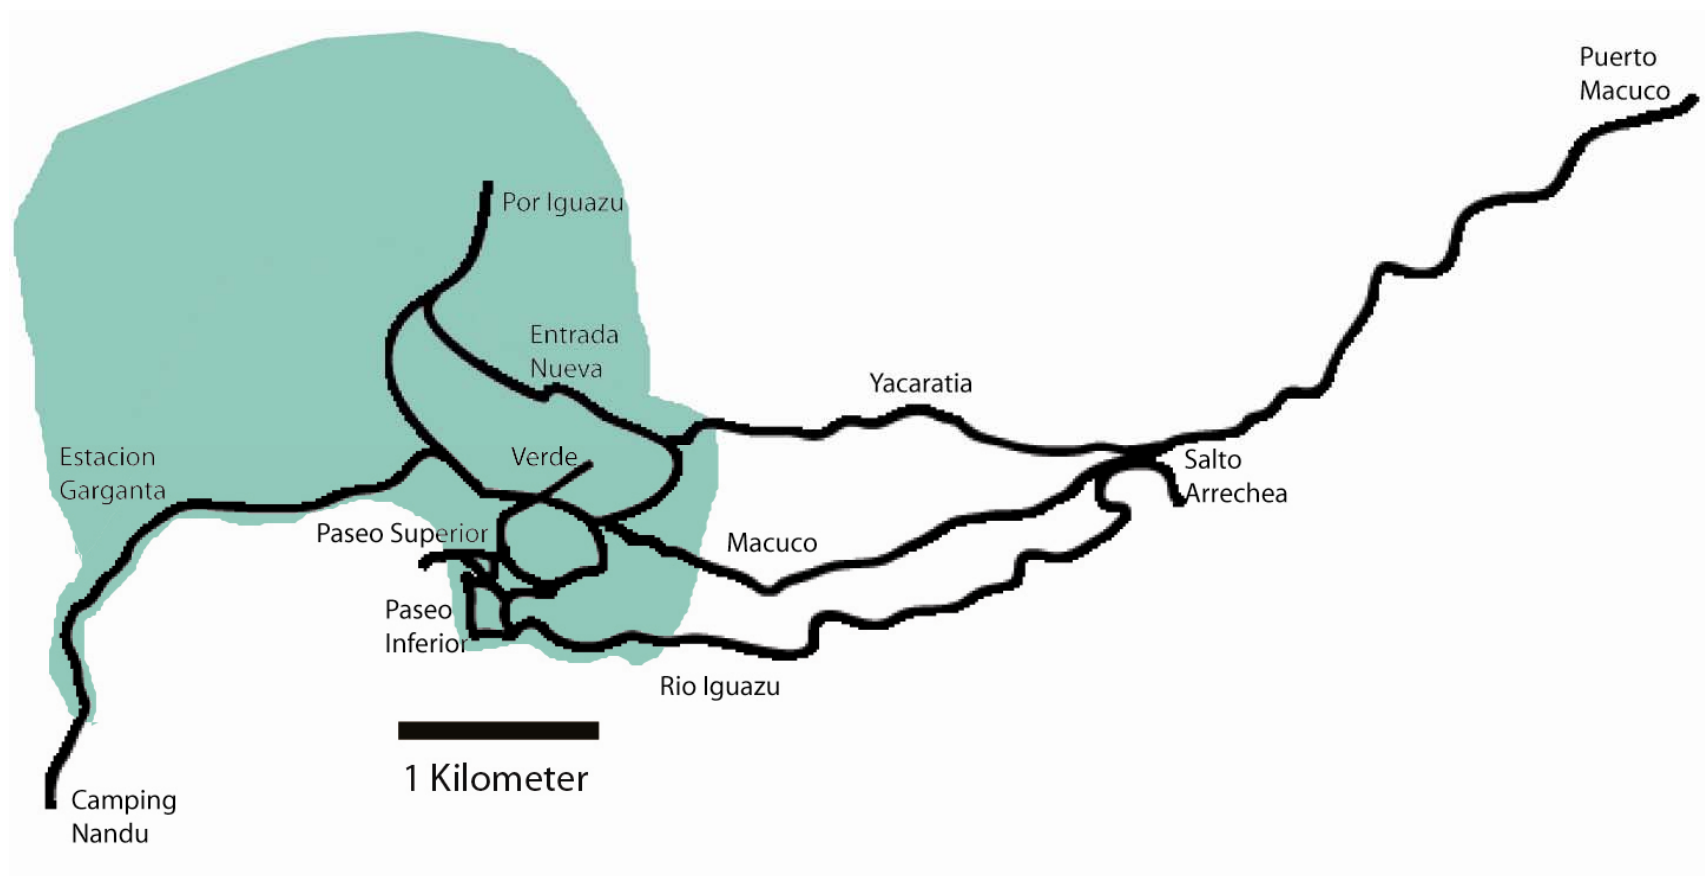 Puerto
Macuco
Por Iguazu
Entrada
Nueva
Yacaratia
Estacion
Garganta
Verde
Salto
Arrechea
Paseo Superior
Macuco
Paseo
Inferior
Rio Iguazu
1 Kilometer
Camping
Nandu